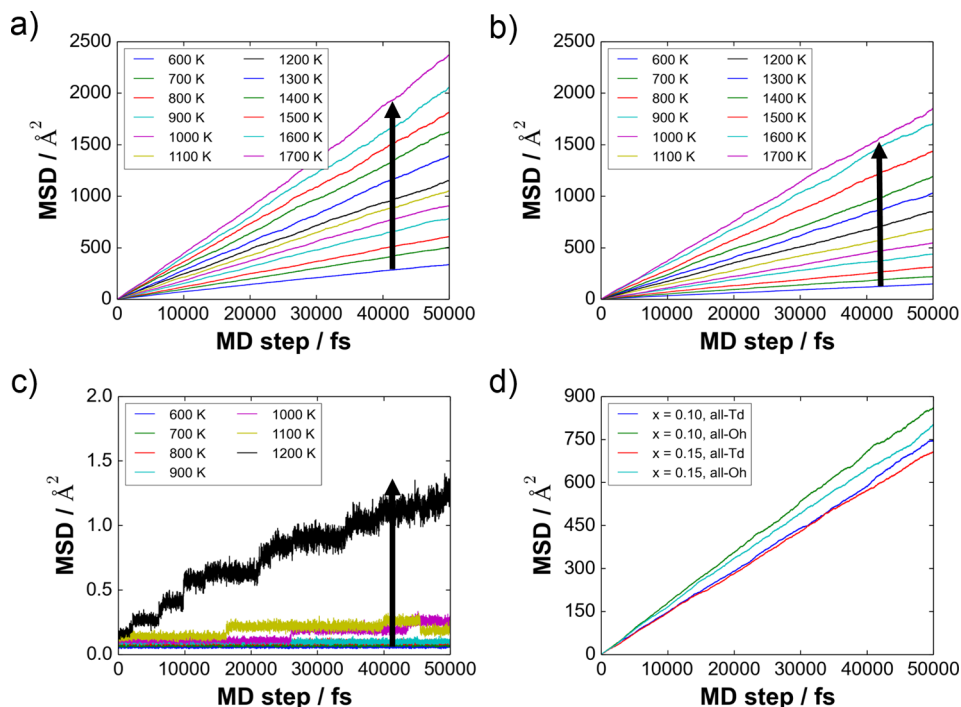 a)
2500
2000
1500
1000
500
0
MSD / Å²
600 K 1200 K
700 K 1300 K
800 K 1400 K
900 K 1500 K
1000 K 1600 K
1100 K 1700 K
0 10000 20000 30000 40000 50000
MD step / fs
b)
2500
2000
1500
1000
500
0
MSD / Å²
600 K 1200 K
700 K 1300 K
800 K 1400 K
900 K 1500 K
1000 K 1600 K
1100 K 1700 K
0 10000 20000 30000 40000 50000
MD step / fs
c)
2.0
1.5
1.0
0.5
0.0
MSD / Å²
600 K 1000 K
700 K 1100 K
800 K 1200 K
900 K
0 10000 20000 30000 40000 50000
MD step / fs
d)
900
750
600
450
300
150
0
MSD / Å²
x = 0.10, all-Td
x = 0.10, all-Oh
x = 0.15, all-Td
x = 0.15, all-Oh
0 10000 20000 30000 40000 50000
MD step / fs